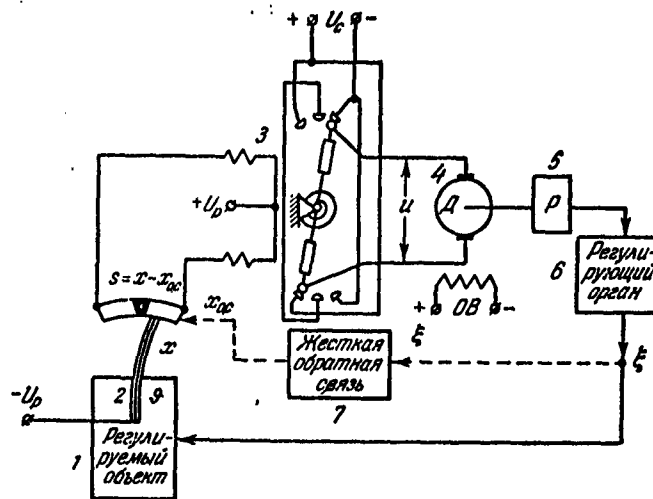 + U_c -
3
4
5
+U_p
u
Д
P
6
Регули-
рующий
орган
s=x-x_oc
x_oc
+ ОВ -
ξ
Жесткая
обратная
связь
7
ξ
x
-U_p
2
ϑ
1
Регули-
руемый
объект